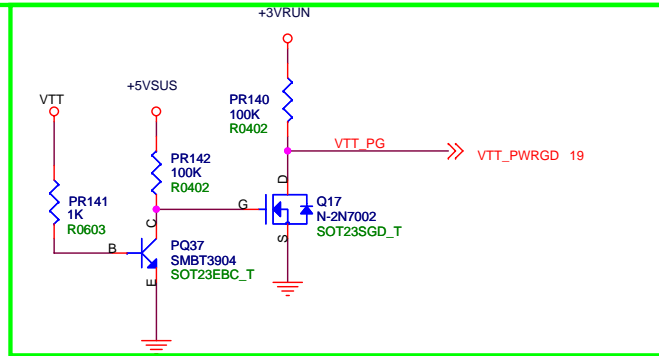 +3VRUN
+5VSUS
VTT
PR140
100K
R0402
VTT_PG
VTT_PWRGD 19
PR142
100K
R0402
D
PR141
1K
R0603
G
Q17
N-2N7002
SOT23SGD_T
C
S
B
PQ37
SMBT3904
SOT23EBC_T
E